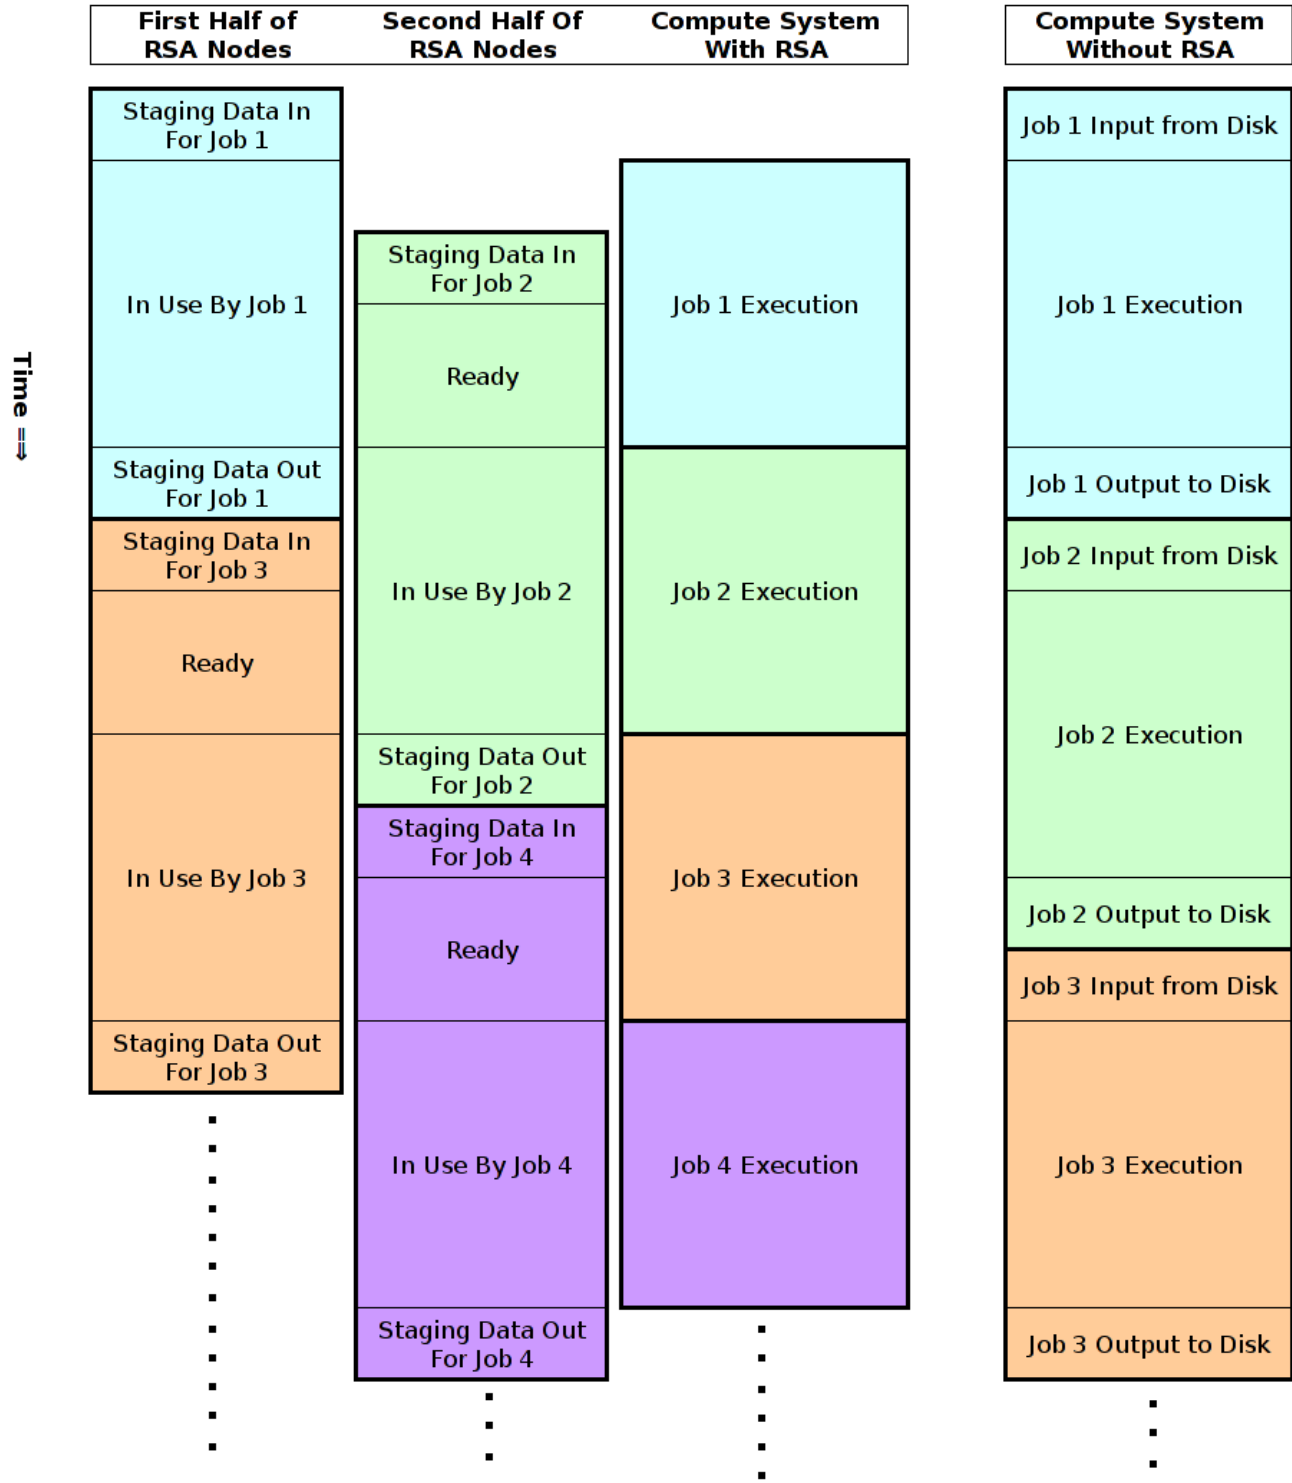 First Half of
RSA Nodes
Second Half Of
RSA Nodes
Compute System
With RSA
Compute System
Without RSA
Time ==>
Staging Data In
For Job 1
In Use By Job 1
Staging Data Out
For Job 1
Staging Data In
For Job 3
Ready
In Use By Job 3
Staging Data Out
For Job 3
Staging Data In
For Job 2
Ready
In Use By Job 2
Staging Data Out
For Job 2
Staging Data In
For Job 4
Ready
In Use By Job 4
Staging Data Out
For Job 4
Job 1 Execution
Job 2 Execution
Job 3 Execution
Job 4 Execution
Job 1 Input from Disk
Job 1 Execution
Job 1 Output to Disk
Job 2 Input from Disk
Job 2 Execution
Job 2 Output to Disk
Job 3 Input from Disk
Job 3 Execution
Job 3 Output to Disk